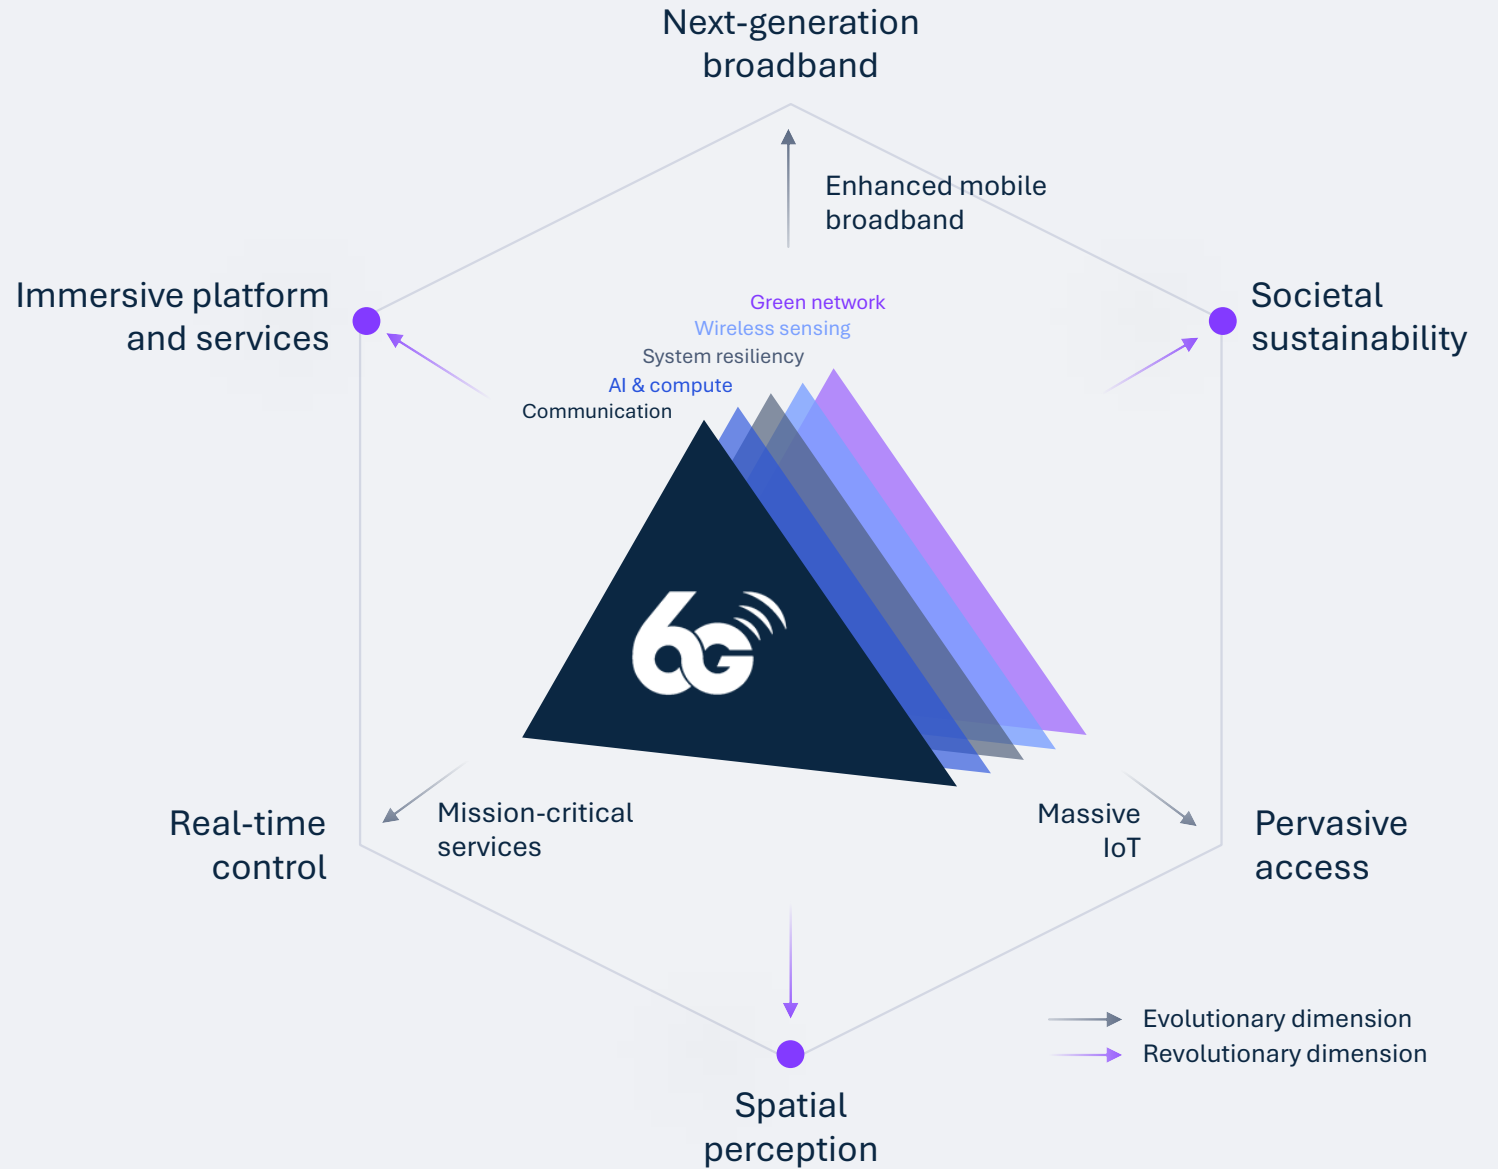 Next-generation
broadband
Enhanced mobile
broadband
Immersive platform
and services
Societal
sustainability
Green network
Wireless sensing
System resiliency
AI & compute
Communication
6G
Real-time
control
Mission-critical
services
Massive
IoT
Pervasive
access
Evolutionary dimension
Revolutionary dimension
Spatial
perception